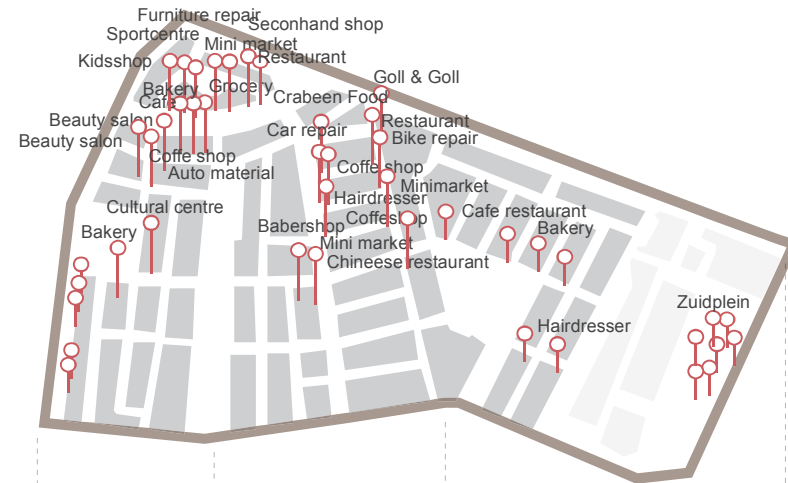 Furniture repair
Seconhand shop
Sportcentre
Mini market
Kidsshop
Restaurant
Goll & Goll
Bakery
Grocery
Cafe
Crabeen Food
Beauty salon
Restaurant
Car repair
Bike repair
Beauty salon
Coffe shop
Coffe shop
Auto material
Minimarket
Hairdresser
Cultural centre
Coffeshop
Cafe restaurant
Babershop
Bakery
Bakery
Mini market
Chineese restaurant
Zuidplein
Hairdresser